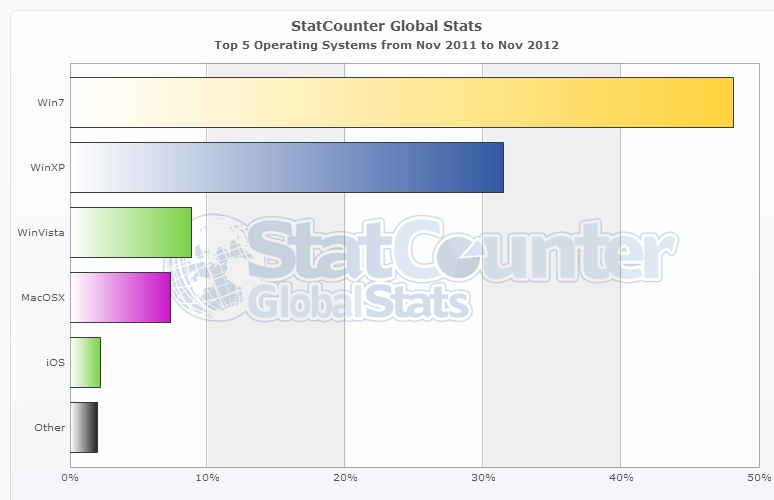 StatCounter Global Stats
Top 5 Operating Systems from Nov 2011 to Nov 2012
Win7
WinXP
WinVista
StatCounter
GlobalStats
MacOSX
iOS
Other
0% 10% 20% 30% 40% 50%